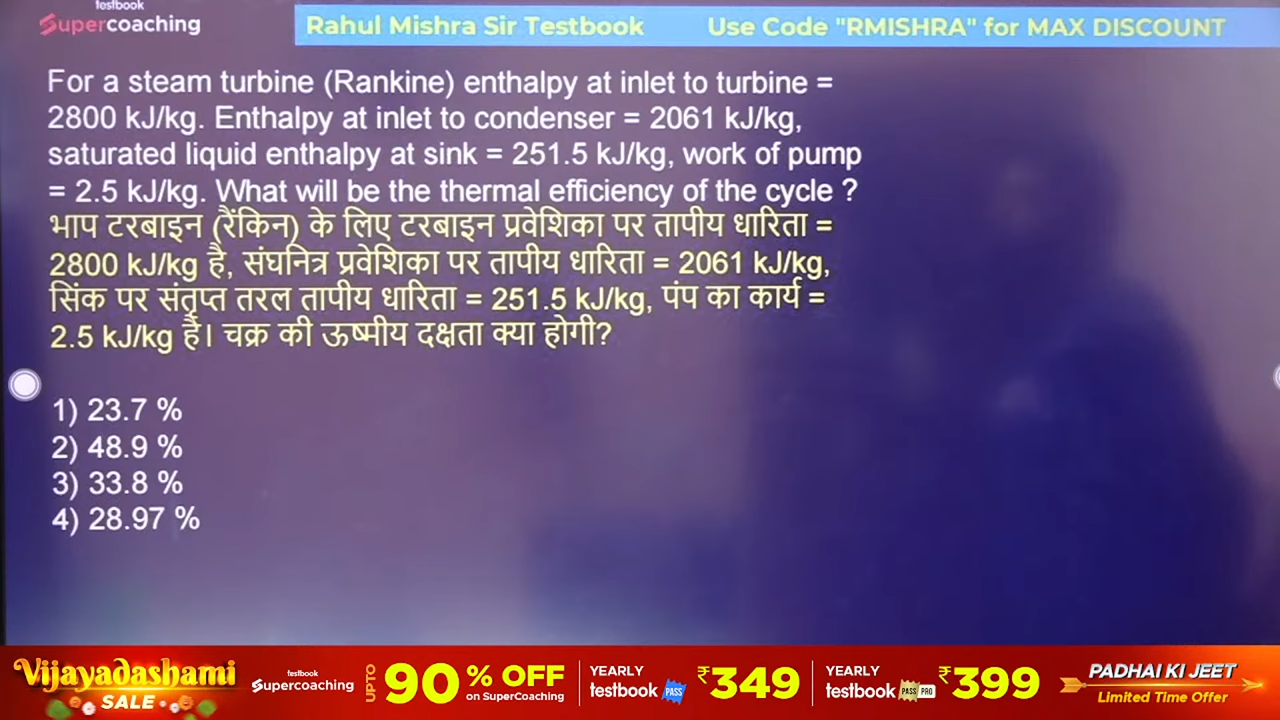 testbook
Supercoaching
Rahul Mishra Sir Testbook Use Code "RMISHRA" for MAX DISCOUNT
For a steam turbine (Rankine) enthalpy at inlet to turbine =
2800 kJ/kg. Enthalpy at inlet to condenser = 2061 kJ/kg,
saturated liquid enthalpy at sink = 251.5 kJ/kg, work of pump
= 2.5 kJ/kg. What will be the thermal efficiency of the cycle ?
भाप टरबाइन (रैंकिन) के लिए टरबाइन प्रवेशिका पर तापीय धारिता =
2800 kJ/kg है, संघनित्र प्रवेशिका पर तापीय धारिता = 2061 kJ/kg,
सिंक पर संतृप्त तरल तापीय धारिता = 251.5 kJ/kg, पंप का कार्य =
2.5 kJ/kg है। चक्र की ऊष्मीय दक्षता क्या होगी?
1) 23.7 %
2) 48.9 %
3) 33.8 %
4) 28.97 %
Vijayadashami
SALE
testbook
Supercoaching
UPTO 90 % OFF
on SuperCoaching
YEARLY
testbook PASS
₹349
YEARLY
testbook PASS PRO
₹399
PADHAI KI JEET
Limited Time Offer